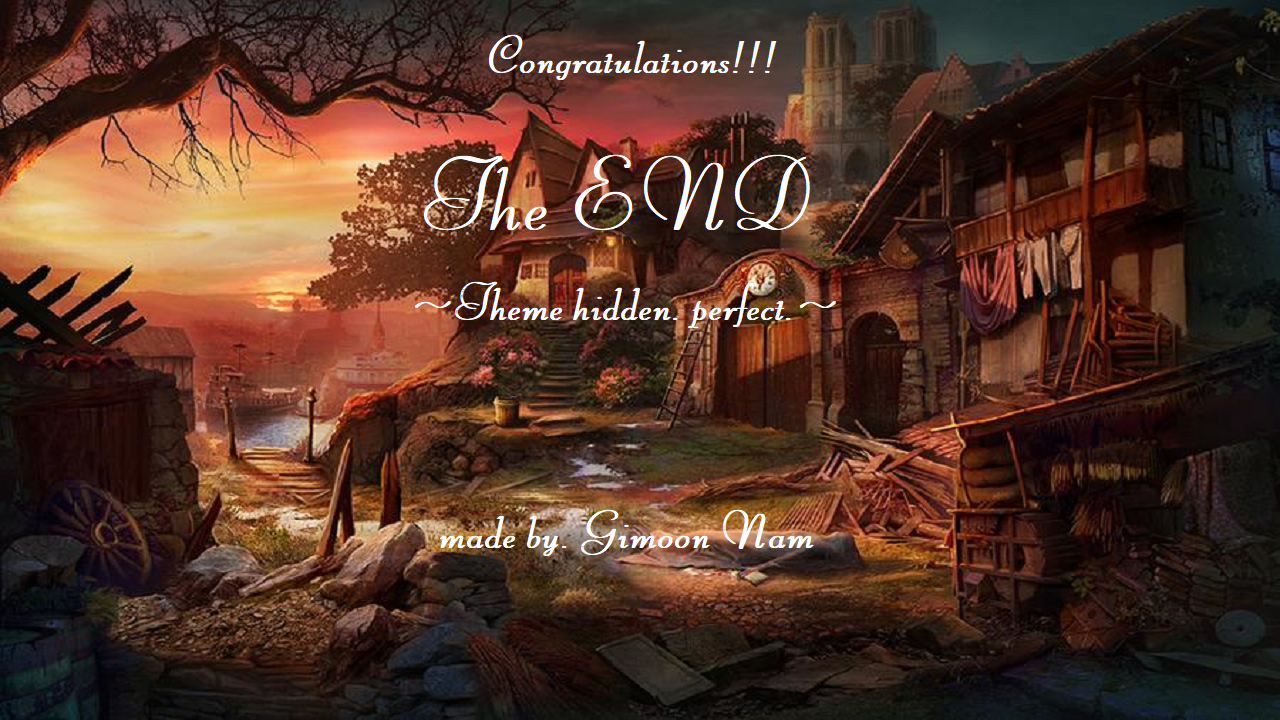 Congratulations!!!
The END
~Theme hidden. perfect.~
made by. Gimoon Nam